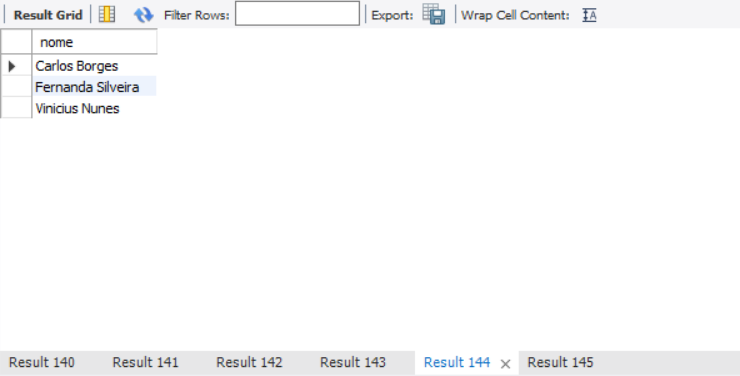 Result Grid Filter Rows: Export: Wrap Cell Content: IA
nome
Carlos Borges
Fernanda Silveira
Vinicius Nunes
Result 140 Result 141 Result 142 Result 143 Result 144 × Result 145